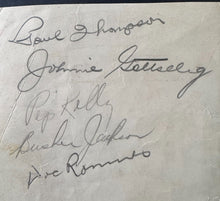 Paul Thompson
Johnnie Gottselig
Pep Kelly
Busher Jackson
Doc Romnes